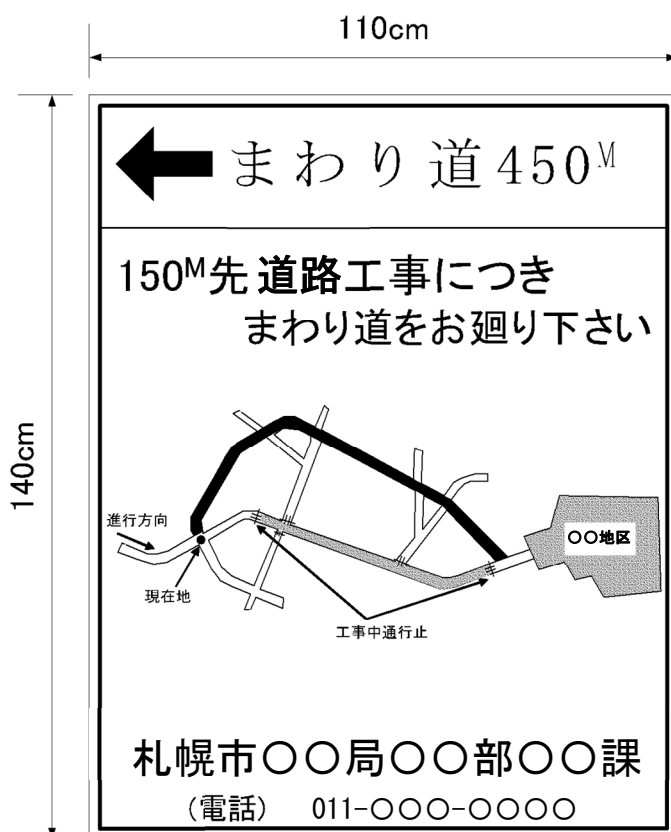 110cm
140cm
まわり道450M
150M先 道路工事につき
まわり道をお廻り下さい
進行方向
現在地
〇〇地区
工事中通行止
札幌市〇〇局〇〇部〇〇課
(電話) 011-〇〇〇-〇〇〇〇